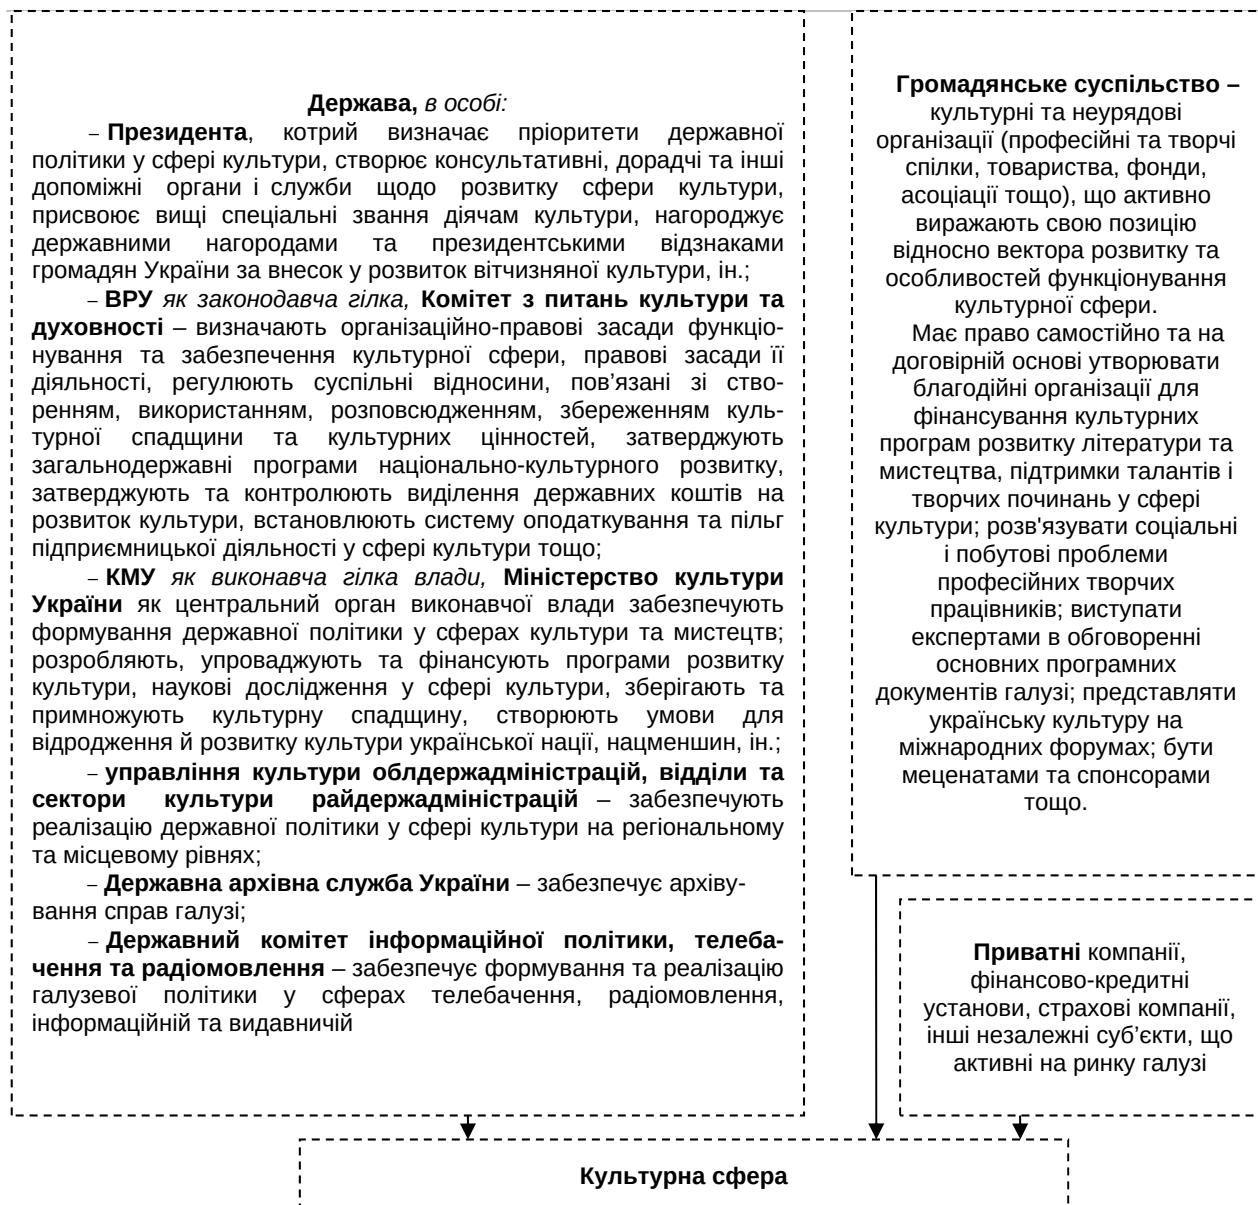 Держава, в особі:
– Президента, котрий визначає пріоритети державної
політики у сфері культури, створює консультативні, дорадчі та інші
допоміжні органи і служби щодо розвитку сфери культури,
присвоює вищі спеціальні звання діячам культури, нагороджує
державними нагородами та президентськими відзнаками
громадян України за внесок у розвиток вітчизняної культури, ін.;
– ВРУ як законодавча гілка, Комітет з питань культури та
духовності – визначають організаційно-правові засади функціо-
нування та забезпечення культурної сфери, правові засади її
діяльності, регулюють суспільні відносини, пов’язані зі ство-
ренням, використанням, розповсюдженням, збереженням куль-
турної спадщини та культурних цінностей, затверджують
загальнодержавні програми національно-культурного розвитку,
затверджують та контролюють виділення державних коштів на
розвиток культури, встановлюють систему оподаткування та пільг
підприємницької діяльності у сфері культури тощо;
– КМУ як виконавча гілка влади, Міністерство культури
України як центральний орган виконавчої влади забезпечують
формування державної політики у сферах культури та мистецтв;
розробляють, упроваджують та фінансують програми розвитку
культури, наукові дослідження у сфері культури, зберігають та
примножують культурну спадщину, створюють умови для
відродження й розвитку культури української нації, нацменшин, ін.;
– управління культури облдержадміністрацій, відділи та
сектори культури райдержадміністрацій – забезпечують
реалізацію державної політики у сфері культури на регіональному
та місцевому рівнях;
– Державна архівна служба України – забезпечує архіву-
вання справ галузі;
– Державний комітет інформаційної політики, телеба-
чення та радіомовлення – забезпечує формування та реалізацію
галузевої політики у сферах телебачення, радіомовлення,
інформаційній та видавничій
Громадянське суспільство –
культурні та неурядові
організації (професійні та творчі
спілки, товариства, фонди,
асоціації тощо), що активно
виражають свою позицію
відносно вектора розвитку та
особливостей функціонування
культурної сфери.
Має право самостійно та на
договірній основі утворювати
благодійні організації для
фінансування культурних
програм розвитку літератури та
мистецтва, підтримки талантів і
творчих починань у сфері
культури; розв'язувати соціальні
і побутові проблеми
професійних творчих
працівників; виступати
експертами в обговоренні
основних програмних
документів галузі; представляти
українську культуру на
міжнародних форумах; бути
меценатами та спонсорами
тощо.
Приватні компанії,
фінансово-кредитні
установи, страхові компанії,
інші незалежні суб’єкти, що
активні на ринку галузі
Культурна сфера